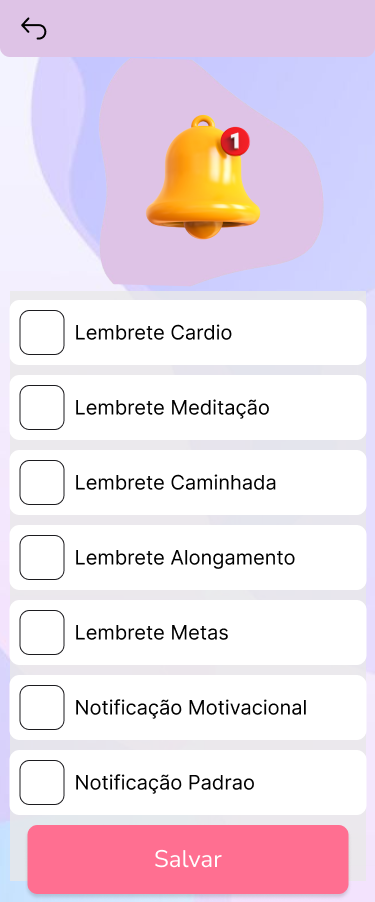 1
Lembrete Cardio
Lembrete Meditação
Lembrete Caminhada
Lembrete Alongamento
Lembrete Metas
Notificação Motivacional
Notificação Padrao
Salvar